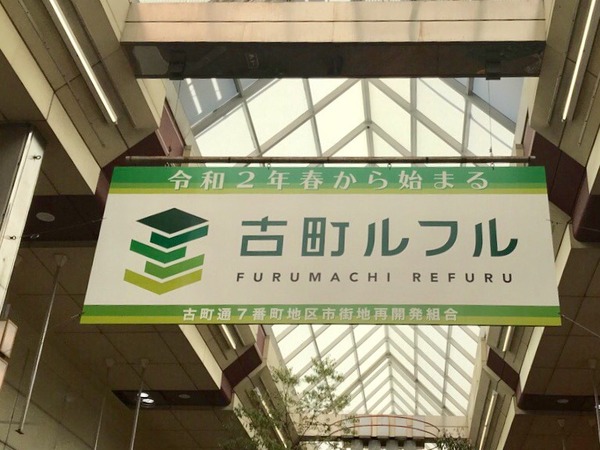 令和2年春から始まる
古町ルフル
FURUMACHI REFURU
古町通7番町地区市街地再開発組合